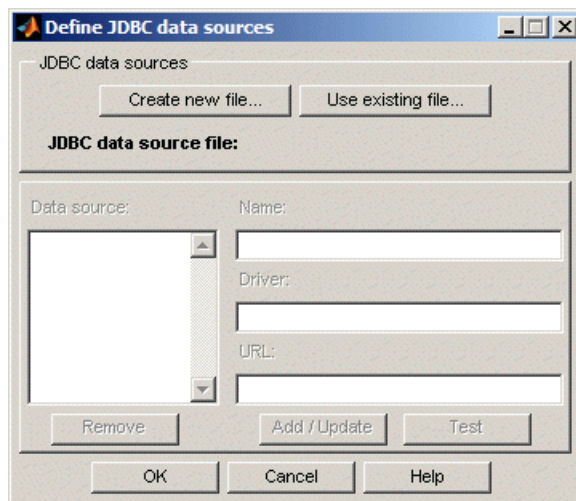 Define JDBC data sources
JDBC data sources
Create new file... Use existing file...
JDBC data source file:
Data source: Name:
Driver:
URL:
Remove Add / Update Test
OK Cancel Help